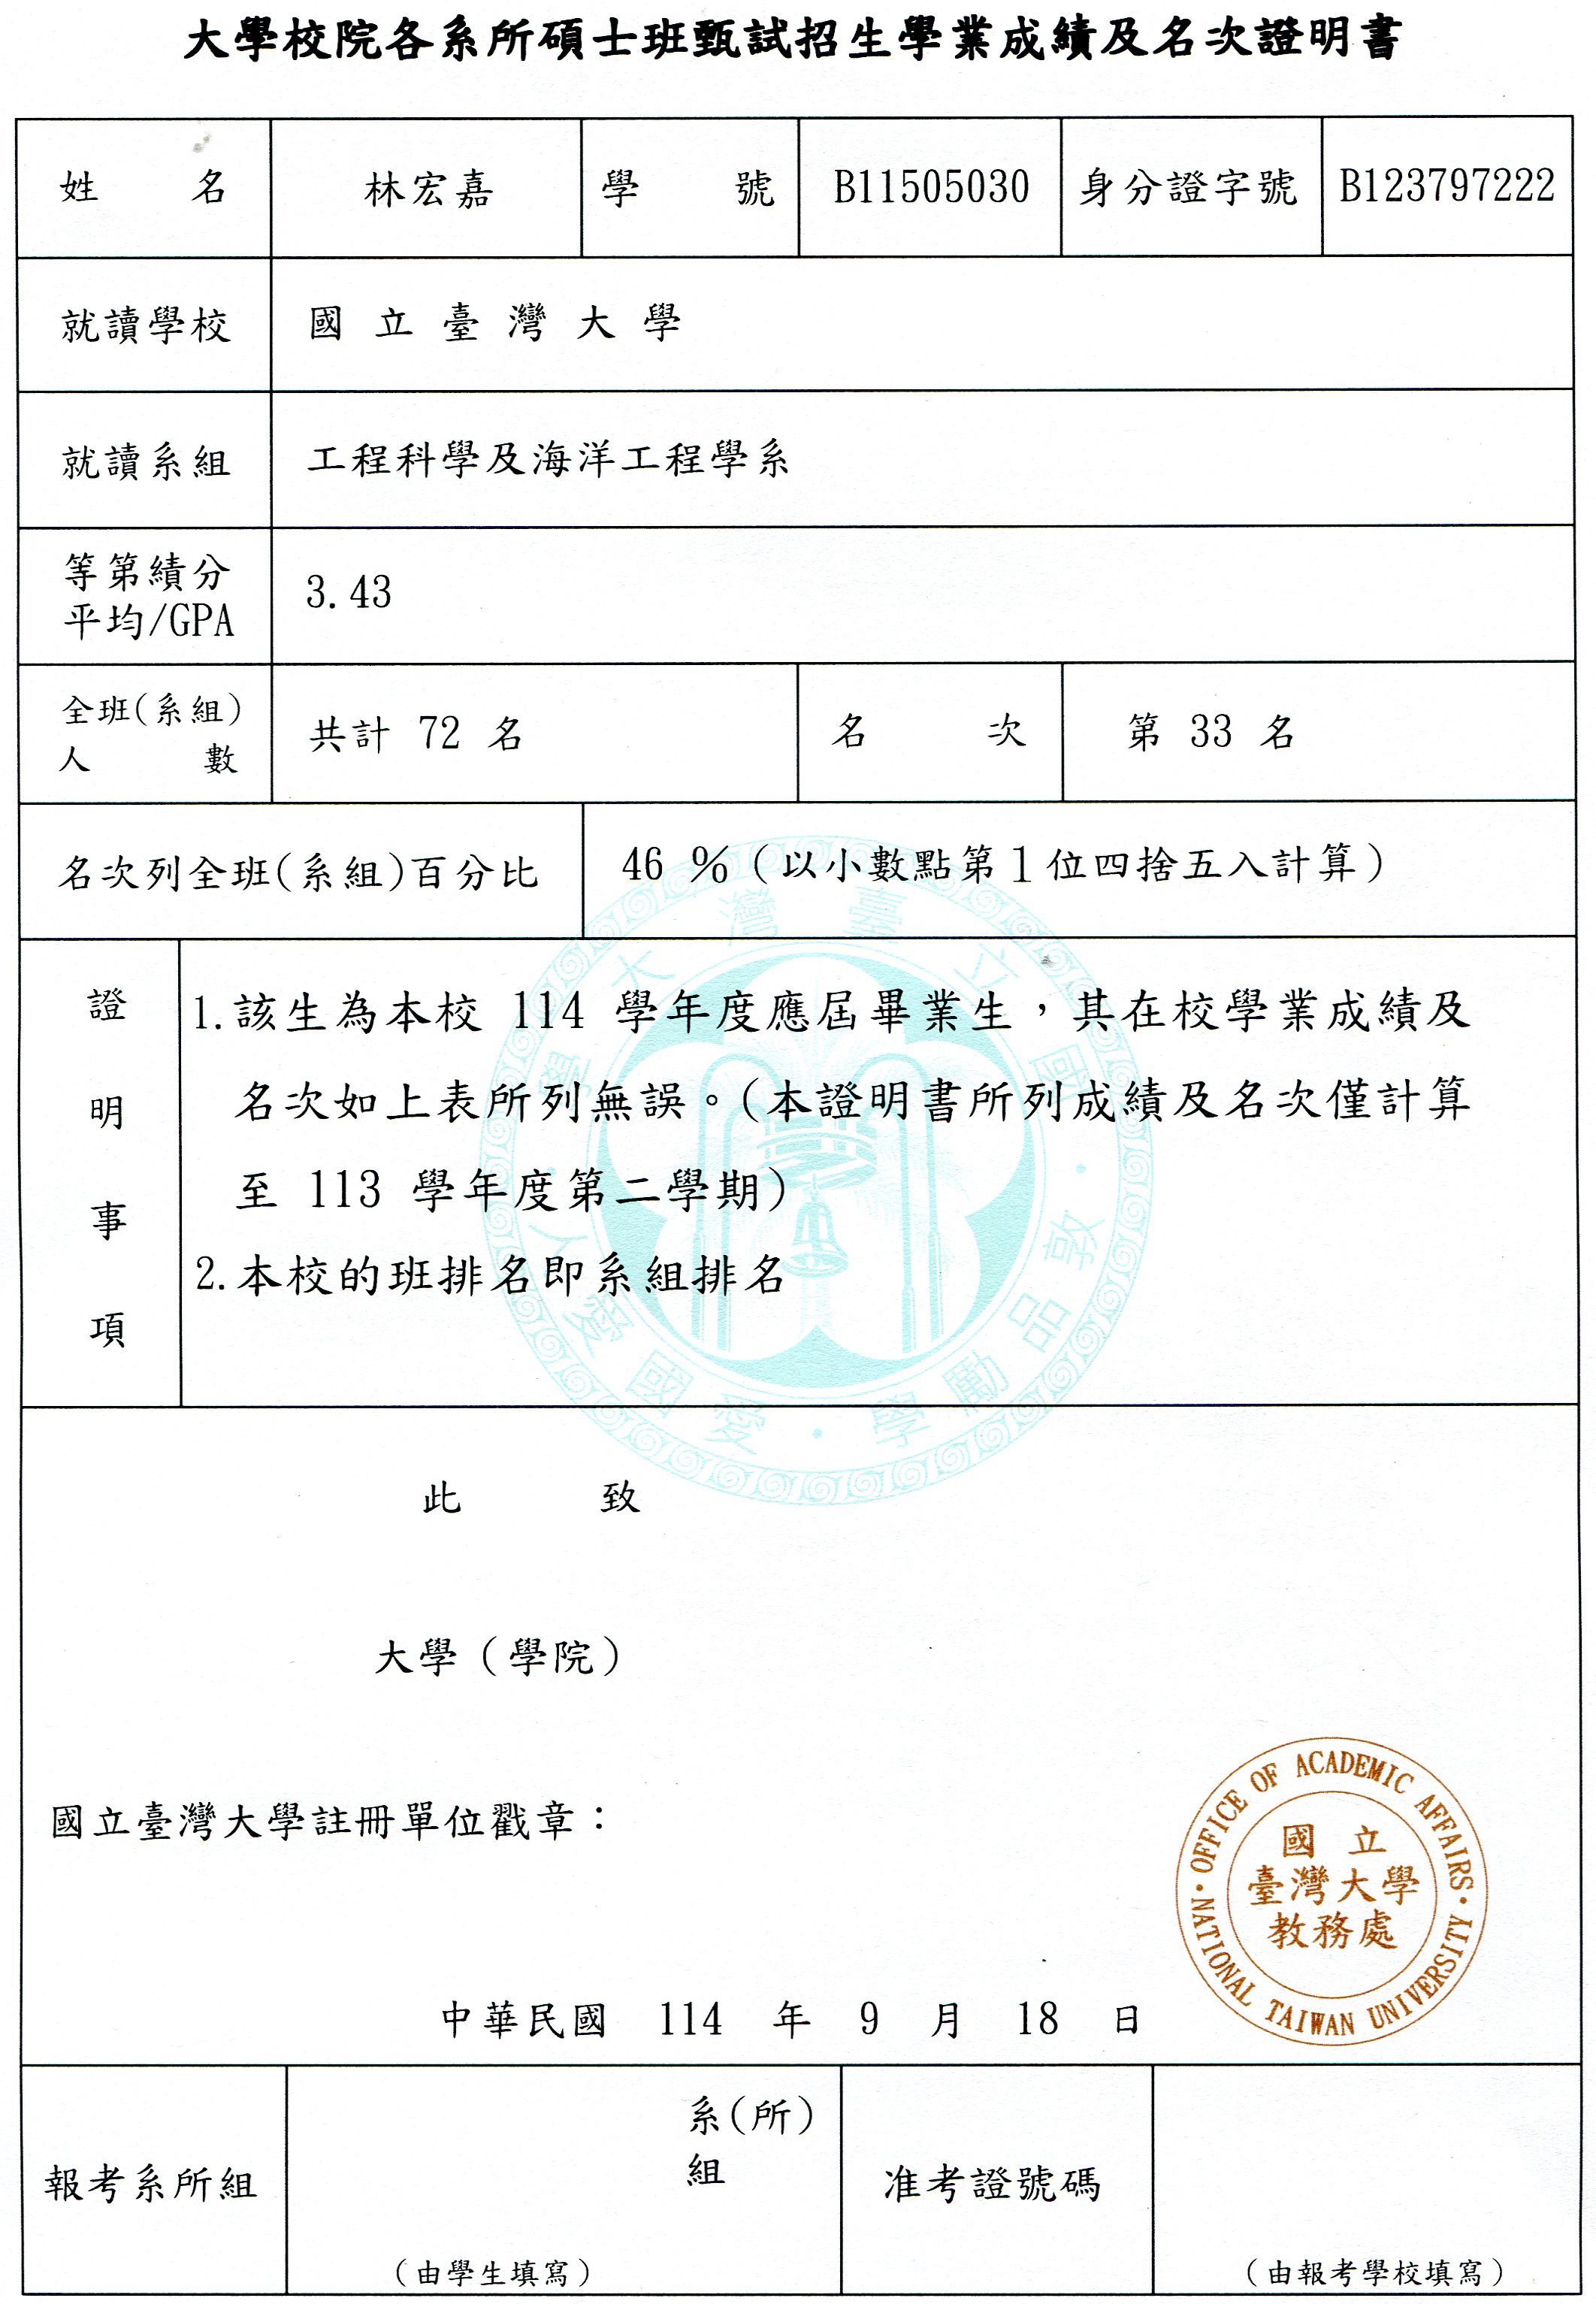 大學校院各系所碩士班甄試招生學業成績及名次證明書
姓 名 林宏嘉 學 號 B11505030 身分證字號 B123797222
就讀學校 國立臺灣大學
就讀系組 工程科學及海洋工程學系
等第績分
平均/GPA
3.43
全班(系組)
人 數
共計 72 名 名 次 第 33 名
名次列全班(系組)百分比 46 %(以小數點第1位四捨五入計算)
證明事項
1.該生為本校 114 學年度應屆畢業生,其在校學業成績及
名次如上表所列無誤。(本證明書所列成績及名次僅計算
至 113 學年度第二學期)
2.本校的班排名即系組排名
國立臺灣大學
敦品勵學
愛國愛人
此 致
大學(學院)
國立臺灣大學註冊單位戳章:
OFFICE OF ACADEMIC AFFAIRS
國立
臺灣大學
教務處
NATIONAL TAIWAN UNIVERSITY
中華民國 114 年 9 月 18 日
報考系所組
系(所)
組
(由學生填寫)
准考證號碼
(由報考學校填寫)